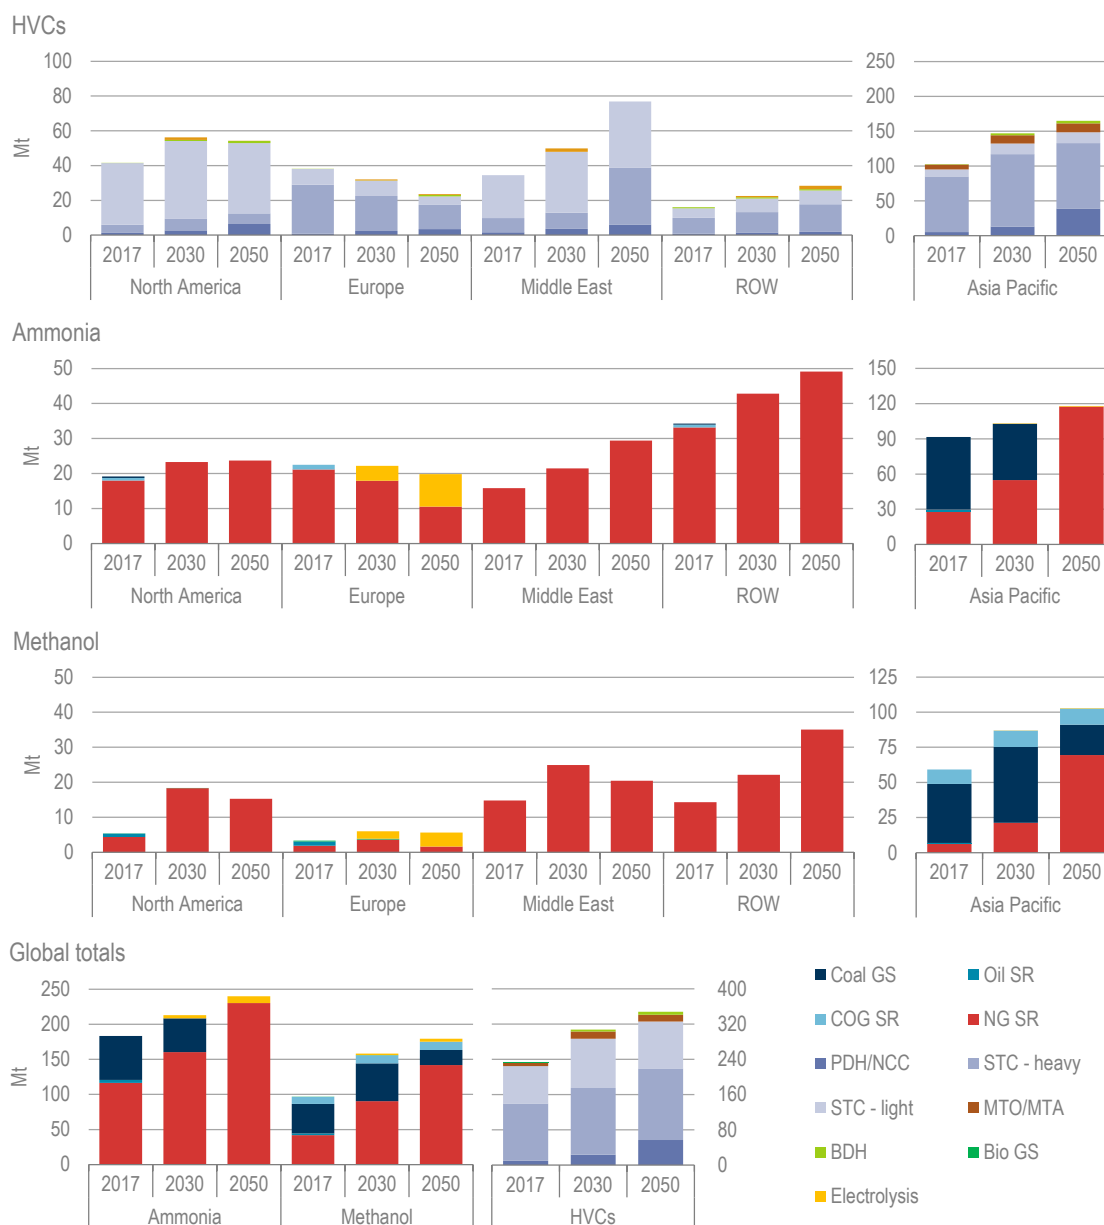 HVCs
100 250
80 200
60 150
40 100
20 50
0 0
Mt
2017 2030 2050 2017 2030 2050 2017 2030 2050 2017 2030 2050 2017 2030 2050
North America Europe Middle East ROW Asia Pacific
Ammonia
50 150
40 120
30 90
20 60
10 30
0 0
Mt
2017 2030 2050 2017 2030 2050 2017 2030 2050 2017 2030 2050 2017 2030 2050
North America Europe Middle East ROW Asia Pacific
Methanol
50 125
40 100
30 75
20 50
10 25
0 0
Mt
2017 2030 2050 2017 2030 2050 2017 2030 2050 2017 2030 2050 2017 2030 2050
North America Europe Middle East ROW Asia Pacific
Global totals
250 400
200 320
150 240
100 160
50 80
0 0
Mt
2017 2030 2050 2017 2030 2050 2017 2030 2050
Ammonia Methanol HVCs
Coal GS Oil SR
COG SR NG SR
PDH/NCC STC - heavy
STC - light MTO/MTA
BDH Bio GS
Electrolysis